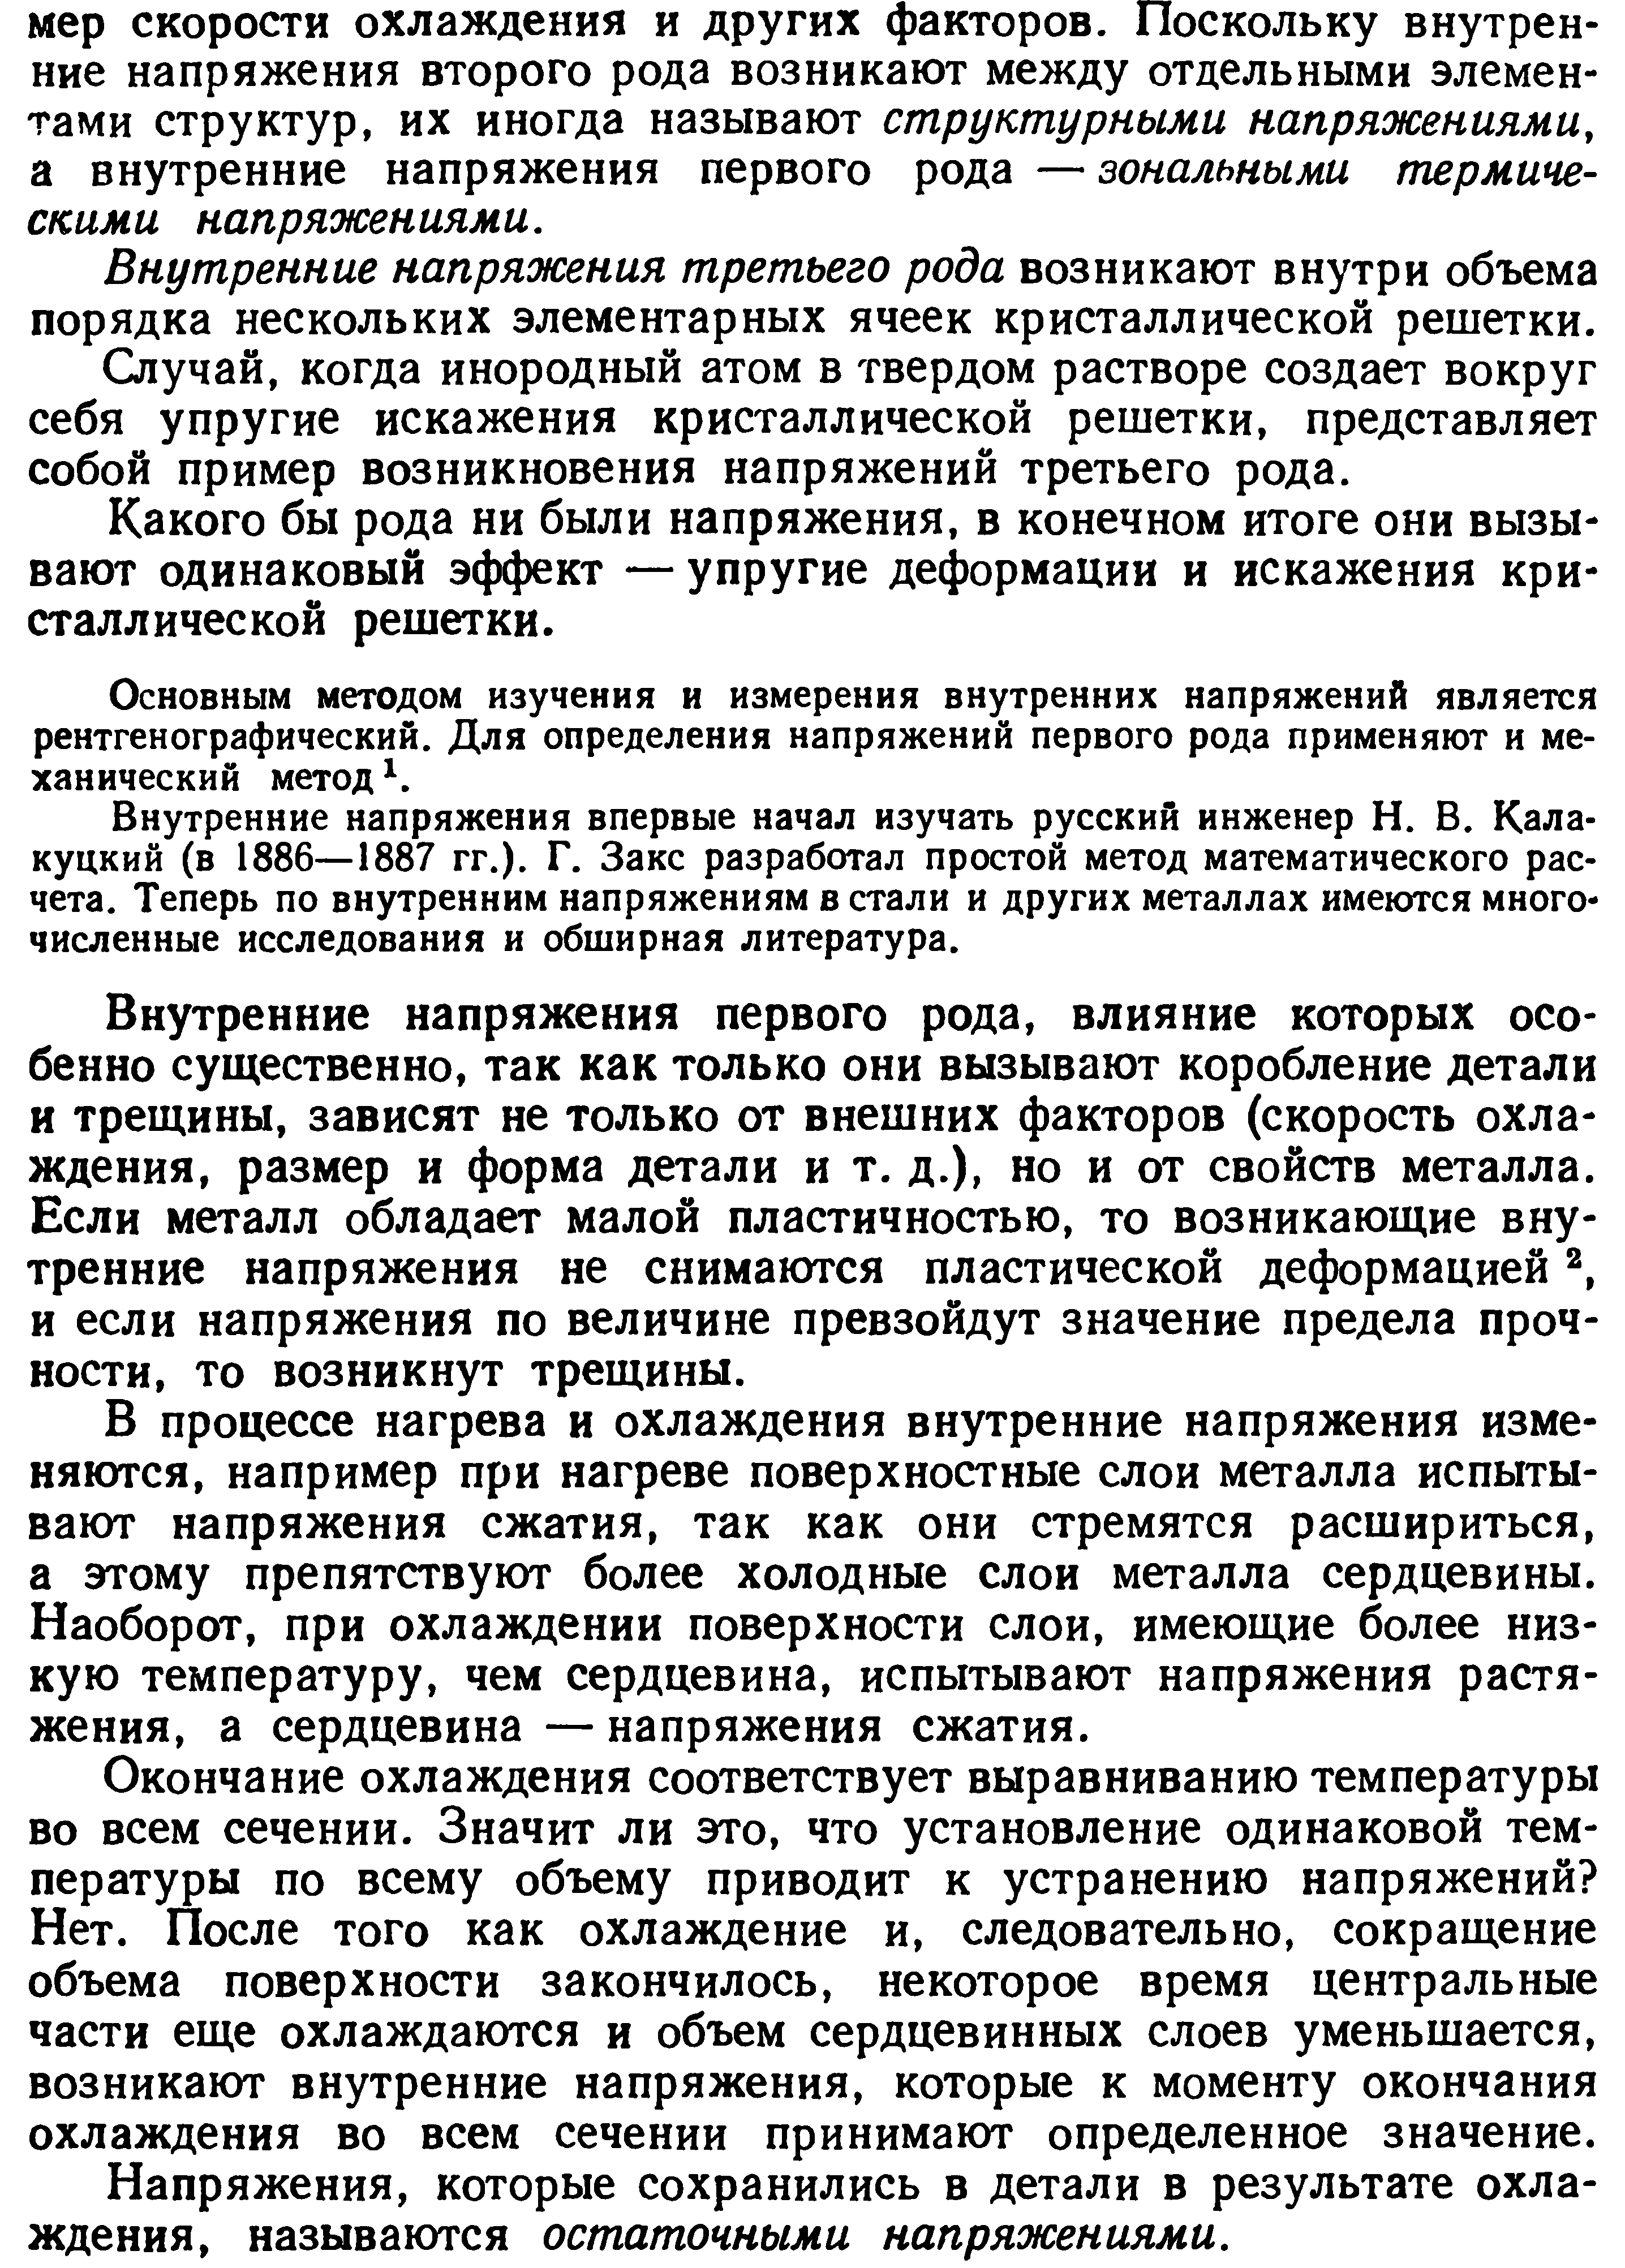 мер скорости охлаждения и других факторов. Поскольку внутрен-
ние напряжения второго рода возникают между отдельными элемен-
тами структур, их иногда называют структурными напряжениями,
а внутренние напряжения первого рода — зональными термиче-
скими напряжениями.
Внутренние напряжения третьего рода возникают внутри объема
порядка нескольких элементарных ячеек кристаллической решетки.
Случай, когда инородный атом в твердом растворе создает вокруг
себя упругие искажения кристаллической решетки, представляет
собой пример возникновения напряжений третьего рода.
Какого бы рода ни были напряжения, в конечном итоге они вызы-
вают одинаковый эффект — упругие деформации и искажения кри-
сталлической решетки.
Основным методом изучения и измерения внутренних напряжений является
рентгенографический. Для определения напряжений первого рода применяют и ме-
ханический метод ¹.
Внутренние напряжения впервые начал изучать русский инженер Н. В. Кала-
куцкий (в 1886—1887 гг.). Г. Закс разработал простой метод математического рас-
чета. Теперь по внутренним напряжениям в стали и других металлах имеются много-
численные исследования и обширная литература.
Внутренние напряжения первого рода, влияние которых осо-
бенно существенно, так как только они вызывают коробление детали
и трещины, зависят не только от внешних факторов (скорость охла-
ждения, размер и форма детали и т. д.), но и от свойств металла.
Если металл обладает малой пластичностью, то возникающие вну-
тренние напряжения не снимаются пластической деформацией ²,
и если напряжения по величине превзойдут значение предела проч-
ности, то возникнут трещины.
В процессе нагрева и охлаждения внутренние напряжения изме-
няются, например при нагреве поверхностные слои металла испыты-
вают напряжения сжатия, так как они стремятся расшириться,
а этому препятствуют более холодные слои металла сердцевины.
Наоборот, при охлаждении поверхности слои, имеющие более низ-
кую температуру, чем сердцевина, испытывают напряжения растя-
жения, а сердцевина — напряжения сжатия.
Окончание охлаждения соответствует выравниванию температуры
во всем сечении. Значит ли это, что установление одинаковой тем-
пературы по всему объему приводит к устранению напряжений?
Нет. После того как охлаждение и, следовательно, сокращение
объема поверхности закончилось, некоторое время центральные
части еще охлаждаются и объем сердцевинных слоев уменьшается,
возникают внутренние напряжения, которые к моменту окончания
охлаждения во всем сечении принимают определенное значение.
Напряжения, которые сохранились в детали в результате охла-
ждения, называются остаточными напряжениями.